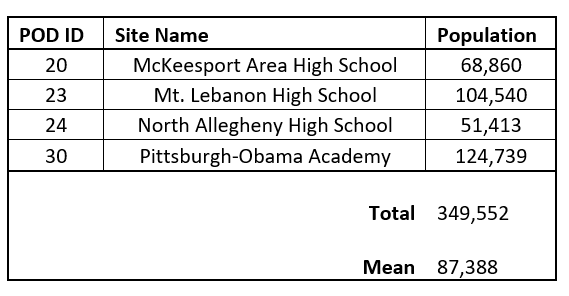 POD ID Site Name Population
20 McKeesport Area High School 68,860
23 Mt. Lebanon High School 104,540
24 North Allegheny High School 51,413
30 Pittsburgh-Obama Academy 124,739
Total 349,552
Mean 87,388